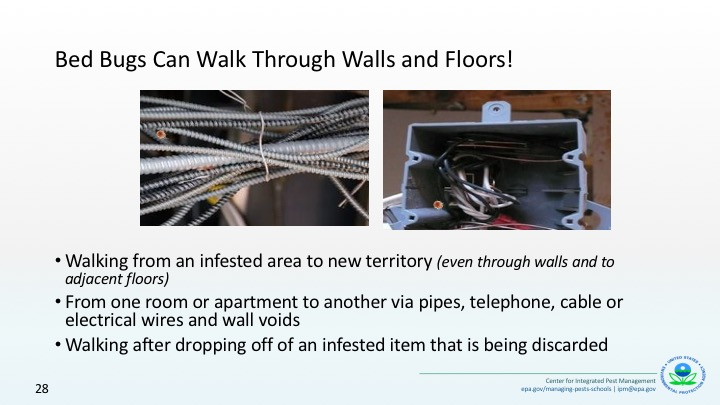 Bed Bugs Can Walk Through Walls and Floors!
• Walking from an infested area to new territory (even through walls and to
adjacent floors)
• From one room or apartment to another via pipes, telephone, cable or
electrical wires and wall voids
• Walking after dropping off of an infested item that is being discarded
Center for Integrated Pest Management
epa.gov/managing-pests-schools | ipm@epa.gov
28